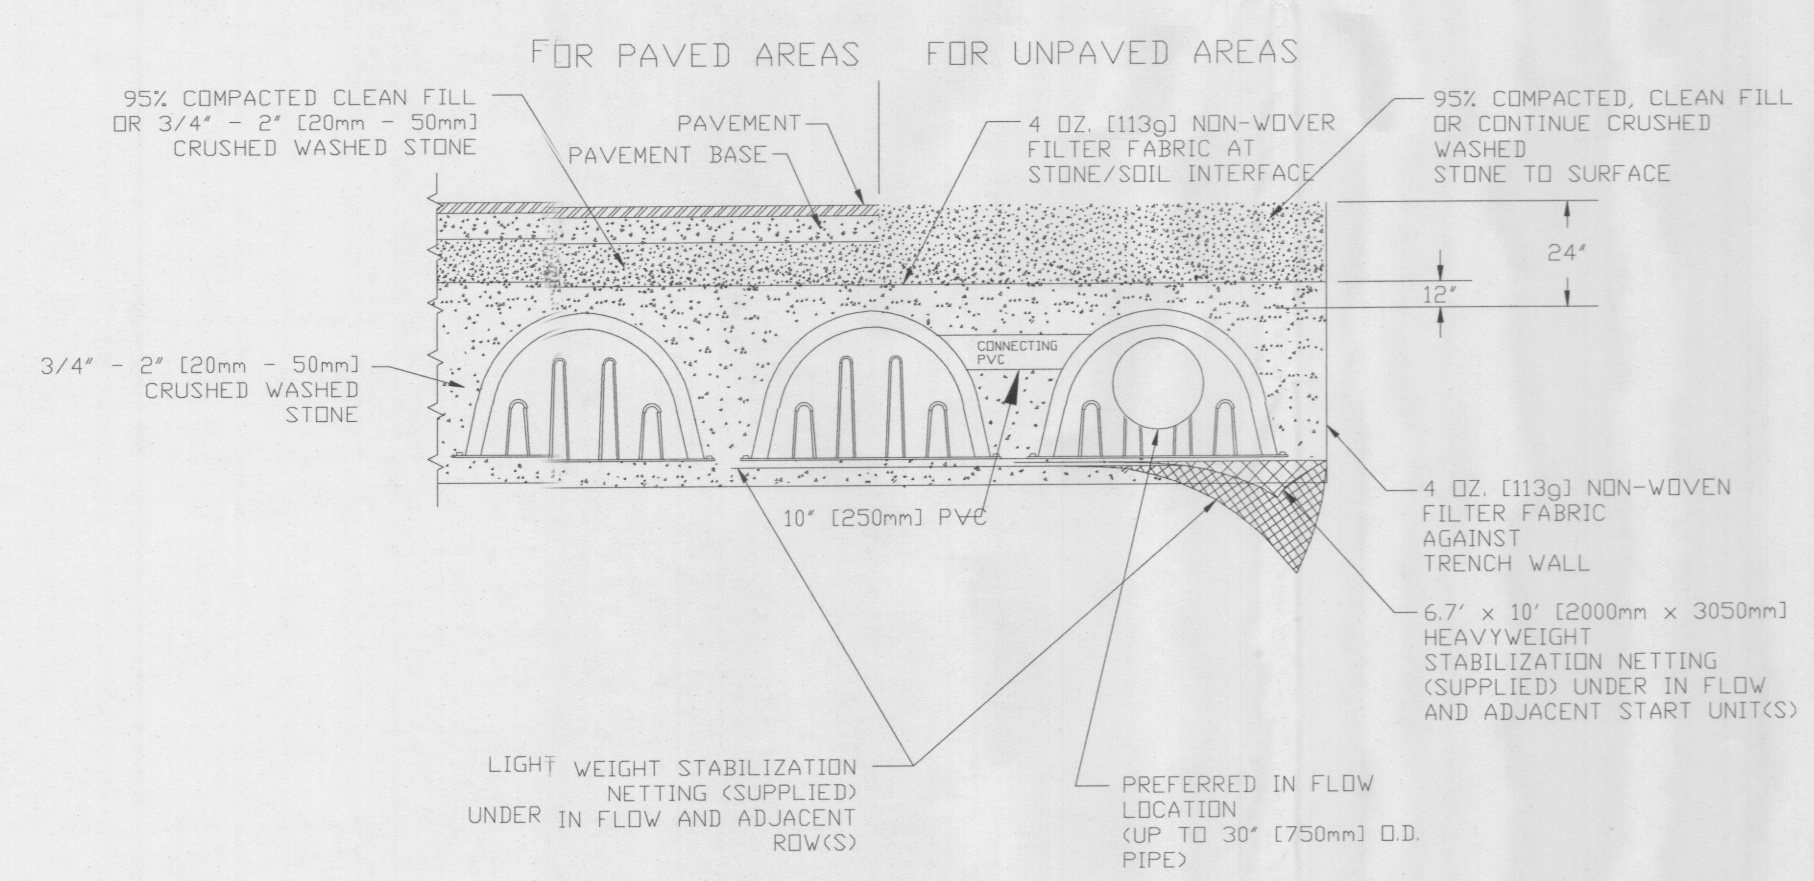 FOR PAVED AREAS
FOR UNPAVED AREAS
95% COMPACTED CLEAN FILL
OR 3/4" - 2" [20mm - 50mm]
CRUSHED WASHED STONE
PAVEMENT
PAVEMENT BASE
4 OZ. [113g] NON-WOVER
FILTER FABRIC AT
STONE/SOIL INTERFACE
95% COMPACTED, CLEAN FILL
OR CONTINUE CRUSHED
WASHED
STONE TO SURFACE
24"
12"
3/4" - 2" [20mm - 50mm]
CRUSHED WASHED
STONE
CONNECTING
PVC
10" [250mm] PVC
4 OZ. [113g] NON-WOVEN
FILTER FABRIC
AGAINST
TRENCH WALL
6.7' x 10' [2000mm x 3050mm]
HEAVYWEIGHT
STABILIZATION NETTING
(SUPPLIED) UNDER IN FLOW
AND ADJACENT START UNIT(S)
LIGHT WEIGHT STABILIZATION
NETTING (SUPPLIED)
UNDER IN FLOW AND ADJACENT
ROW(S)
PREFERRED IN FLOW
LOCATION
(UP TO 30" [750mm] O.D.
PIPE)